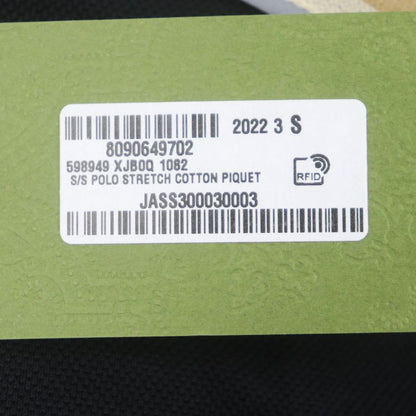 2022 3 S
8090649702
598949 XJB0Q 1082
S/S POLO STRETCH COTTON PIQUET
RFID
JASS300030003